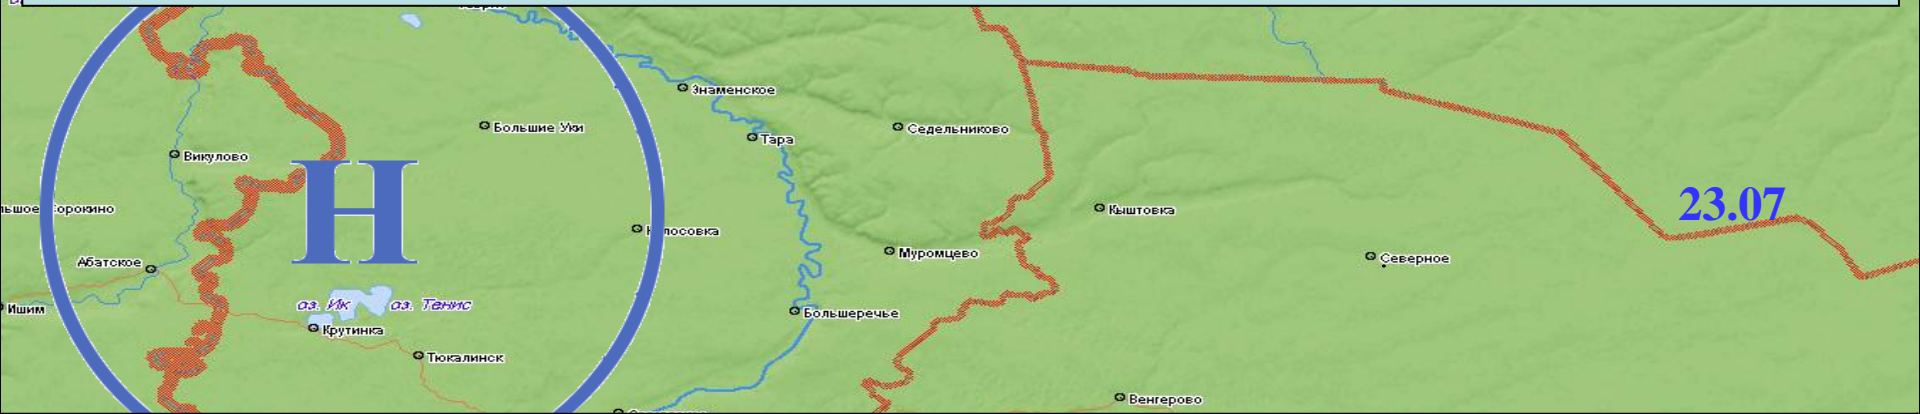 Знаменское
Большие Уки
Седельниково
Тара
Викулово
Н
23.07
Сорокино
Кыштовка
Колосовка
Муромцево
Северное
Абатское
оз. Ик оз. Тенис
Ишим
Большеречье
Крутинка
Тюкалинск
Венгерово